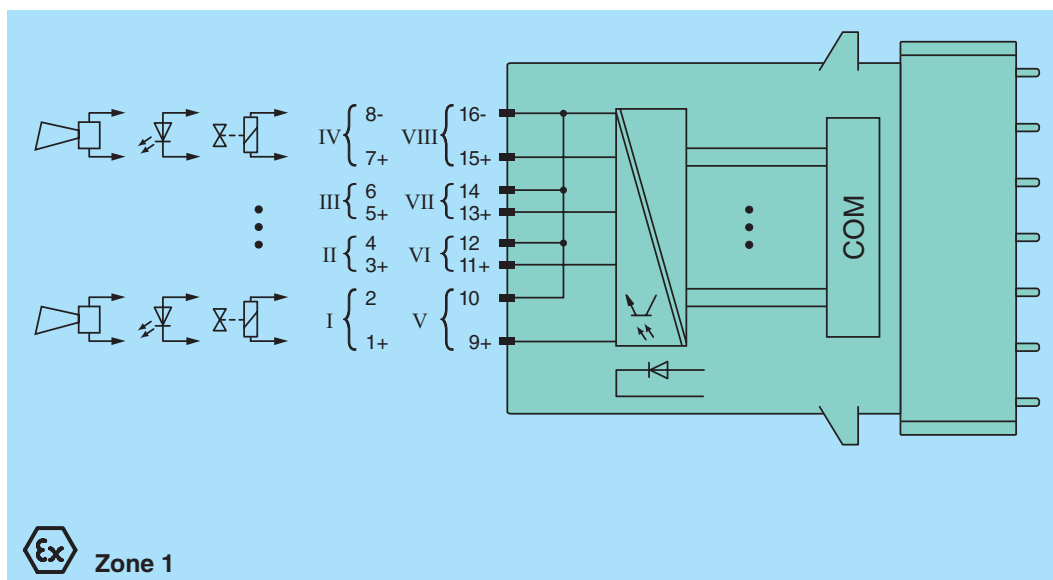 IV 8- VIII 16-
7+ 15+
III 6 VII 14
5+ 13+
II 4 VI 12
3+ 11+
I 2 V 10
1+ 9+
COM
Ex Zone 1